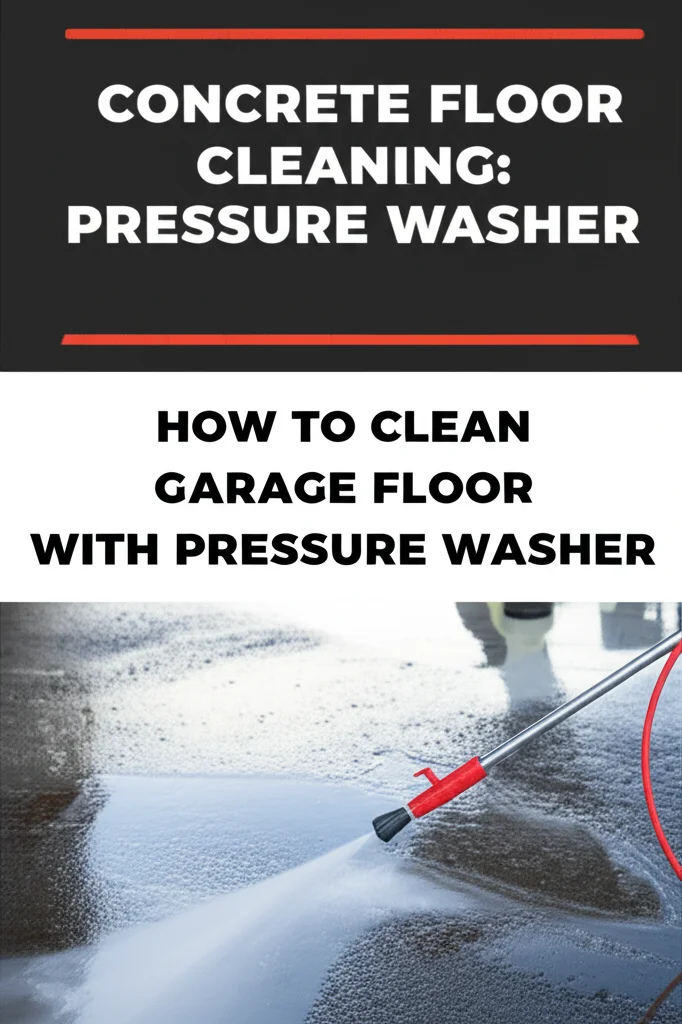 CONCRETE FLOOR
CLEANING:
PRESSURE WASHER
HOW TO CLEAN
GARAGE FLOOR
WITH PRESSURE WASHER